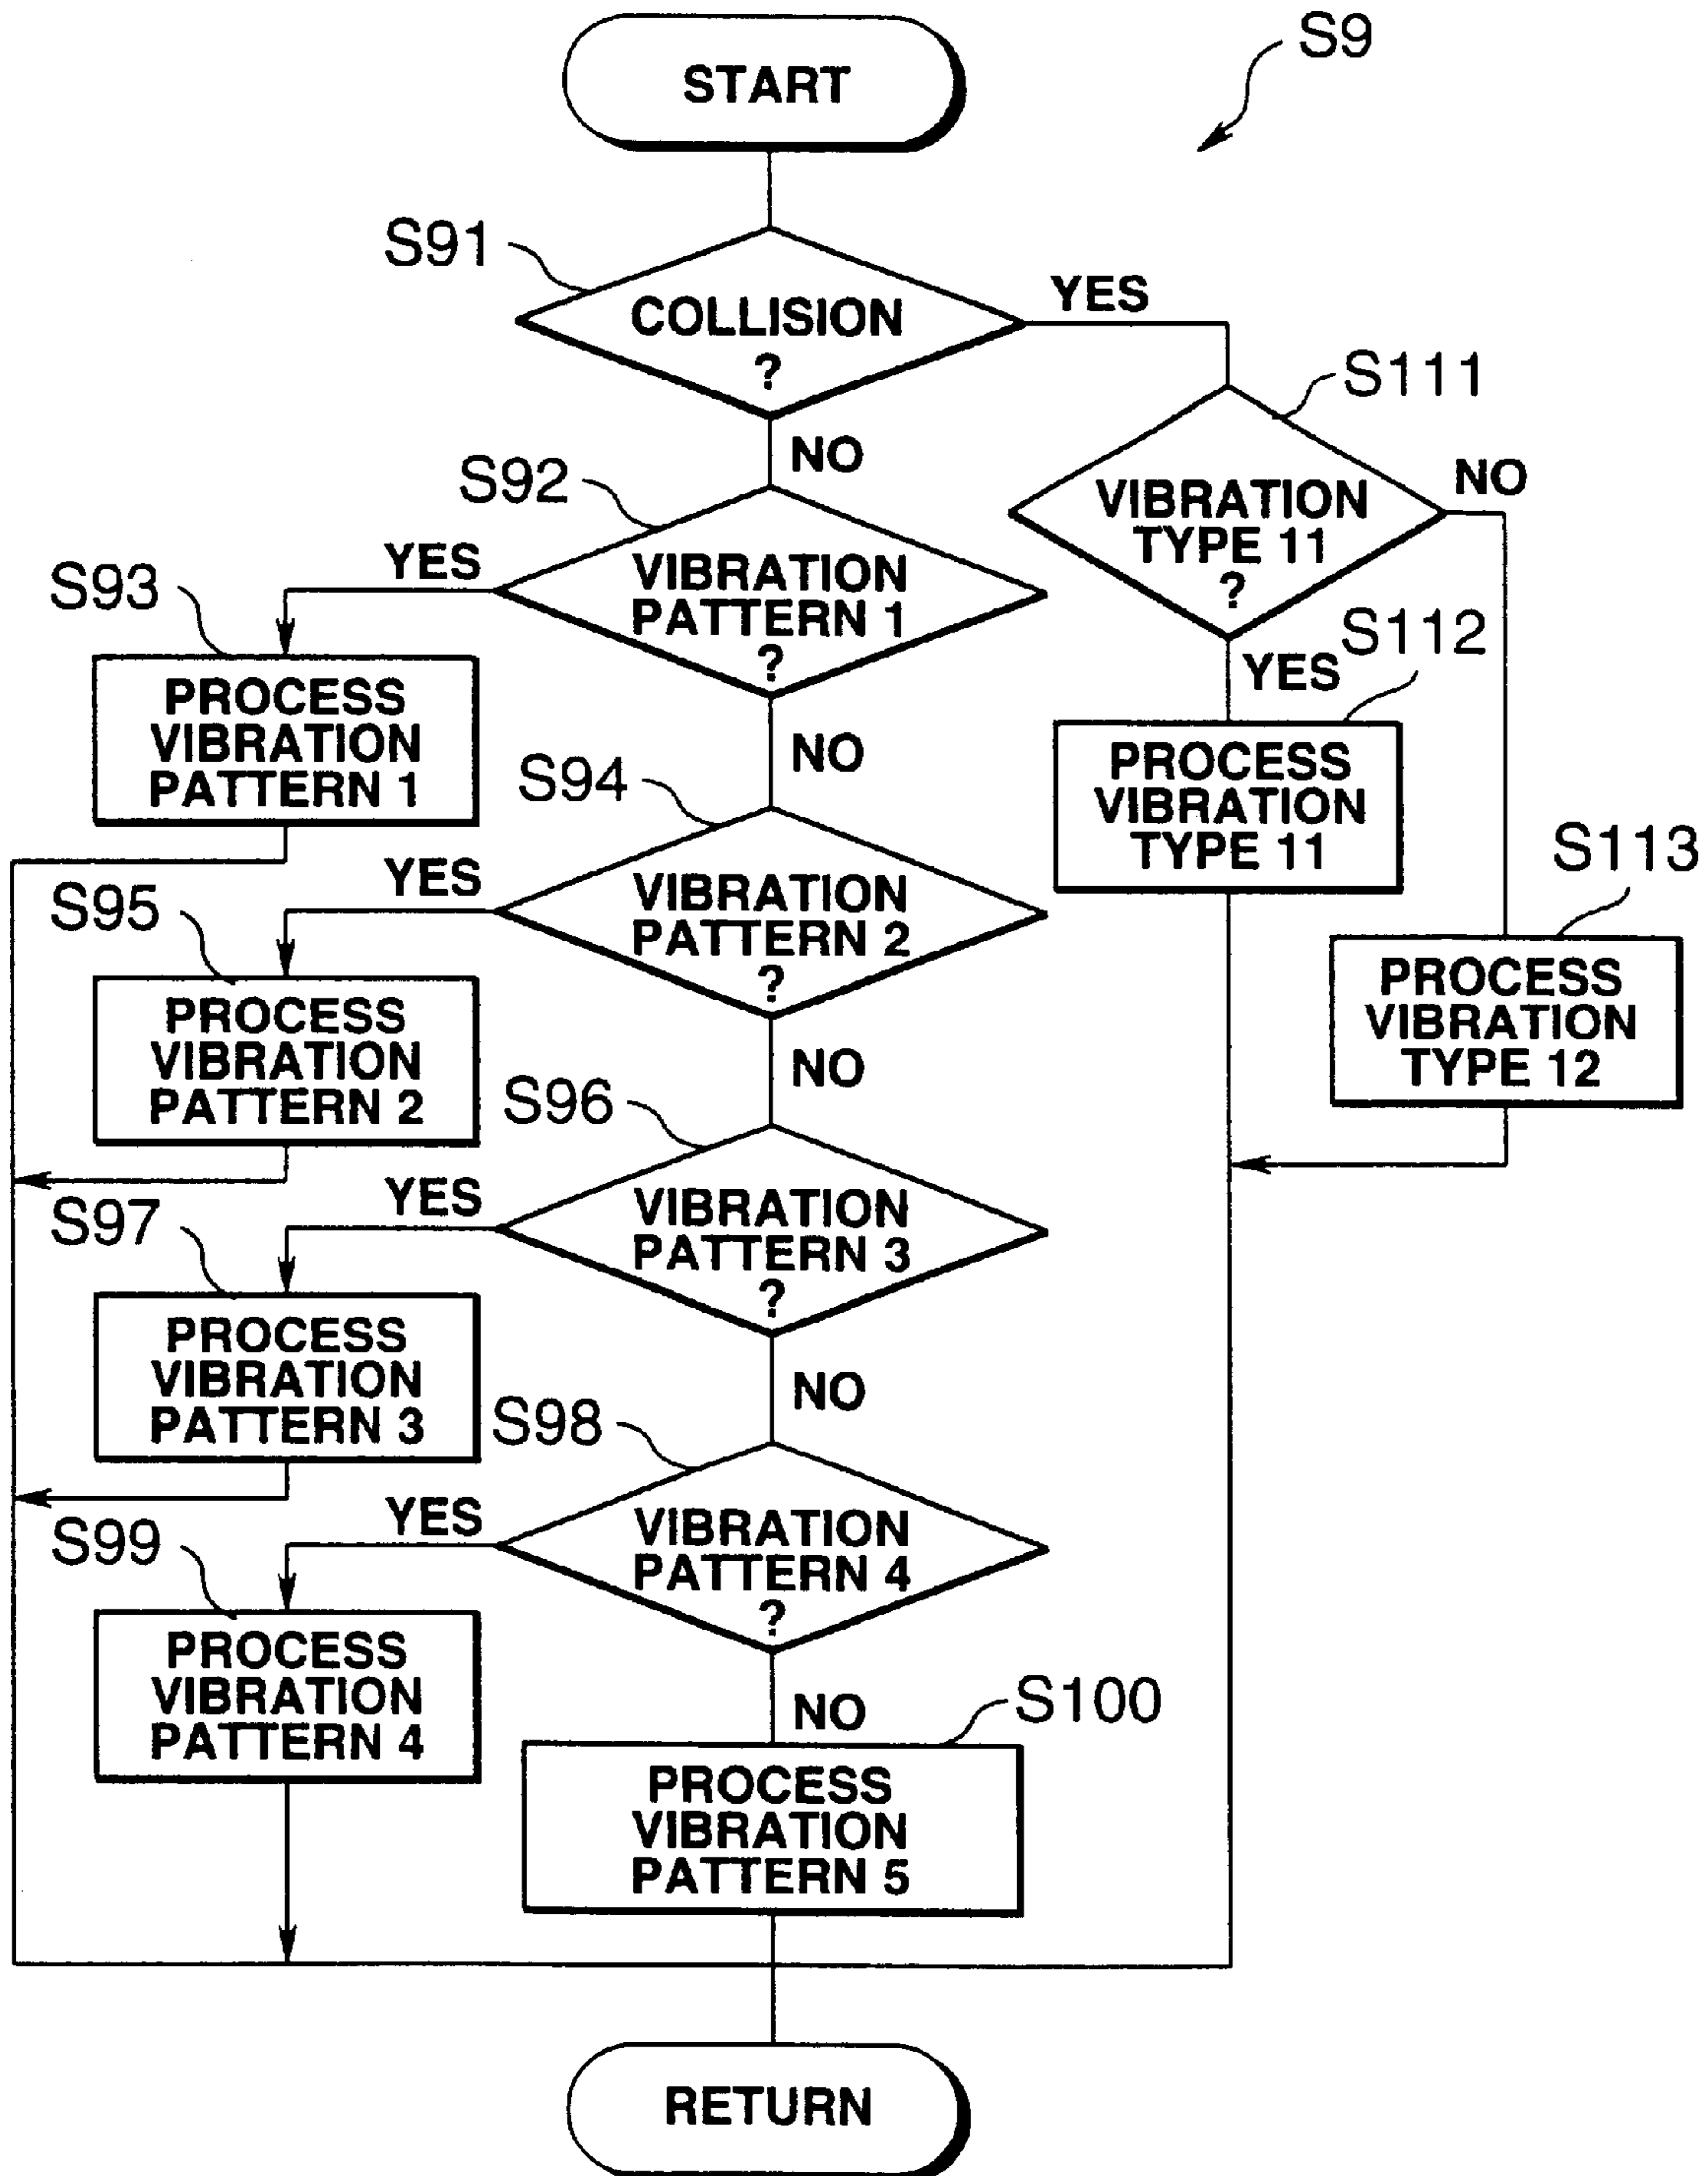 S9
START
S91
COLLISION
?
YES
S111
NO
S92
VIBRATION
TYPE 11
?
NO
YES
VIBRATION
PATTERN 1
?
S93
S112
YES
PROCESS
VIBRATION
PATTERN 1
NO
PROCESS
VIBRATION
TYPE 11
S94
S113
YES
VIBRATION
PATTERN 2
?
S95
PROCESS
VIBRATION
TYPE 12
PROCESS
VIBRATION
PATTERN 2
NO
S96
YES
VIBRATION
PATTERN 3
?
S97
PROCESS
VIBRATION
PATTERN 3
NO
S98
YES
VIBRATION
PATTERN 4
?
S99
PROCESS
VIBRATION
PATTERN 4
NO
S100
PROCESS
VIBRATION
PATTERN 5
RETURN